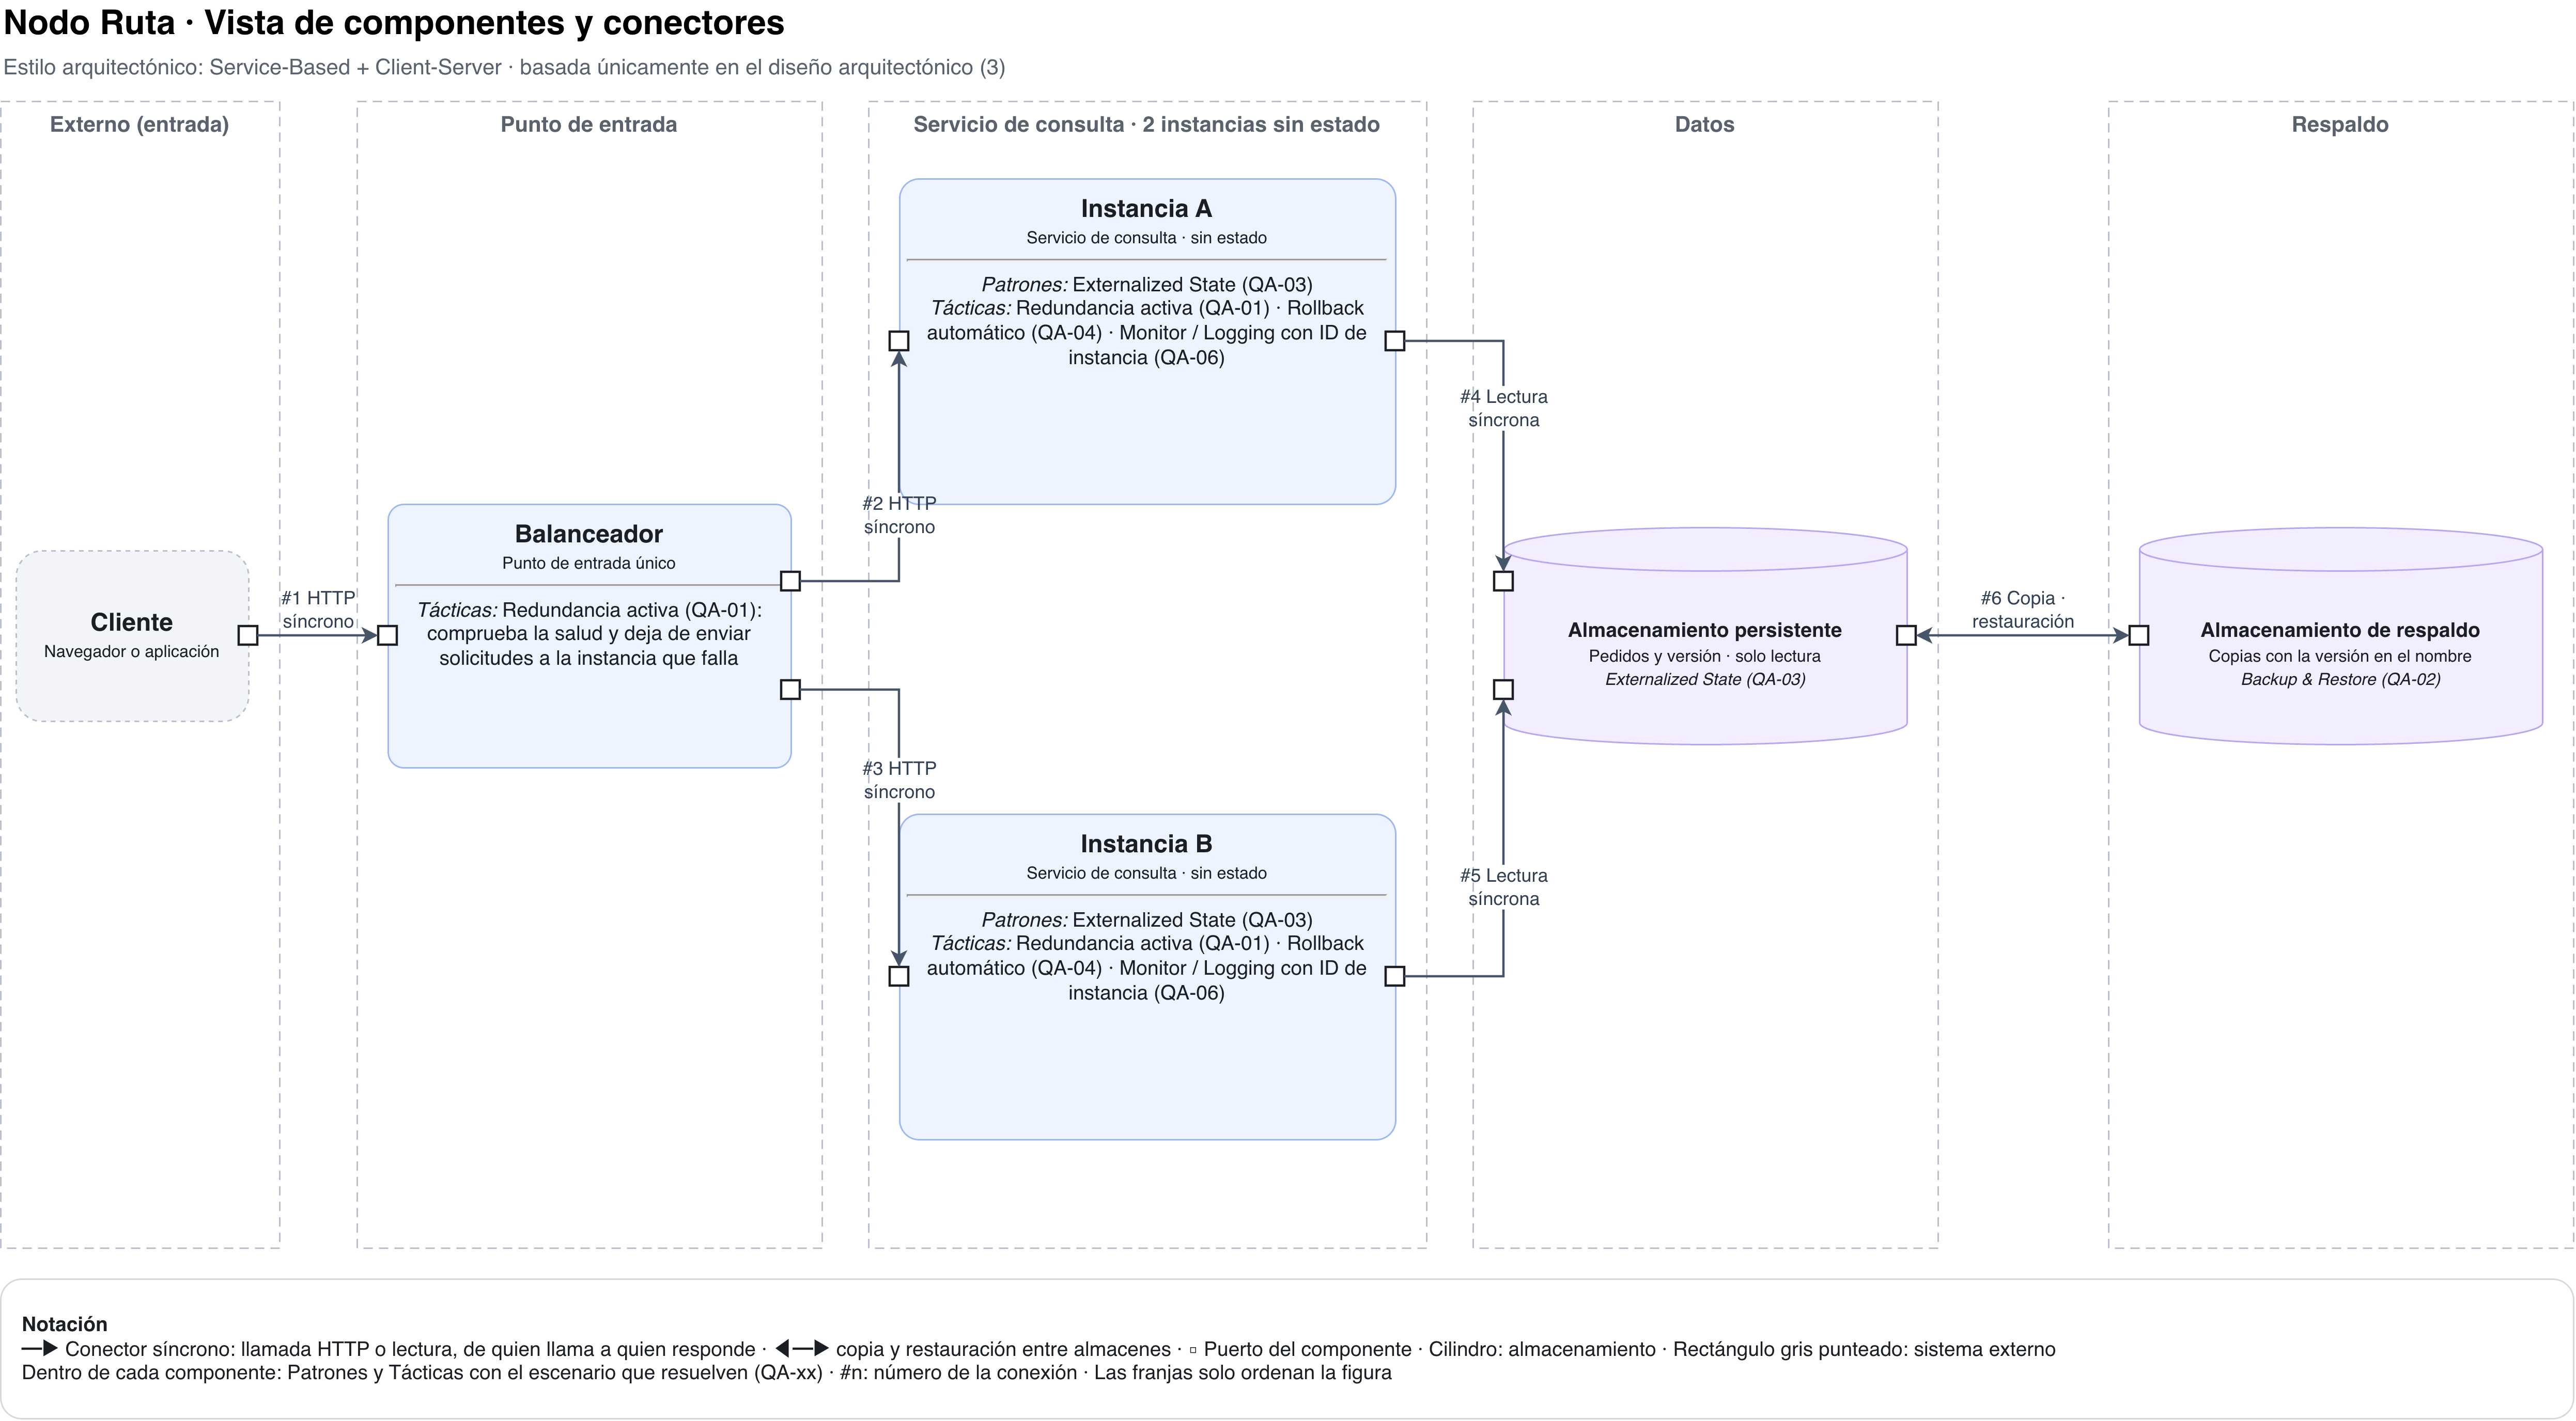 Nodo Ruta · Vista de componentes y conectores
Estilo arquitectónico: Service-Based + Client-Server · basada únicamente en el diseño arquitectónico (3)
Externo (entrada)
Punto de entrada
Servicio de consulta · 2 instancias sin estado
Datos
Respaldo
Cliente
Navegador o aplicación
#1 HTTP
síncrono
Balanceador
Punto de entrada único
Tácticas: Redundancia activa (QA-01):
comprueba la salud y deja de enviar
solicitudes a la instancia que falla
#2 HTTP
síncrono
#3 HTTP
síncrono
Instancia A
Servicio de consulta · sin estado
Patrones: Externalized State (QA-03)
Tácticas: Redundancia activa (QA-01) · Rollback
automático (QA-04) · Monitor / Logging con ID de
instancia (QA-06)
Instancia B
Servicio de consulta · sin estado
Patrones: Externalized State (QA-03)
Tácticas: Redundancia activa (QA-01) · Rollback
automático (QA-04) · Monitor / Logging con ID de
instancia (QA-06)
#4 Lectura
síncrona
#5 Lectura
síncrona
Almacenamiento persistente
Pedidos y versión · solo lectura
Externalized State (QA-03)
#6 Copia ·
restauración
Almacenamiento de respaldo
Copias con la versión en el nombre
Backup & Restore (QA-02)
Notación
─▶ Conector síncrono: llamada HTTP o lectura, de quien llama a quien responde · ◀─▶ copia y restauración entre almacenes · ▫ Puerto del componente · Cilindro: almacenamiento · Rectángulo gris punteado: sistema externo
Dentro de cada componente: Patrones y Tácticas con el escenario que resuelven (QA-xx) · #n: número de la conexión · Las franjas solo ordenan la figura